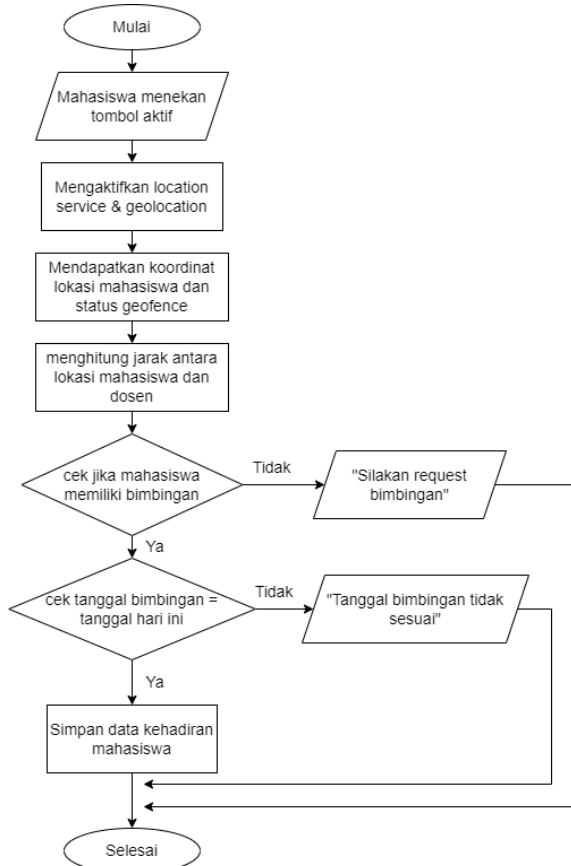 Mulai
Mahasiswa menekan
tombol aktif
Mengaktifkan location
service & geolocation
Mendapatkan koordinat
lokasi mahasiswa dan
status geofence
menghitung jarak antara
lokasi mahasiswa dan
dosen
cek jika mahasiswa
memiliki bimbingan
Tidak
"Silakan request
bimbingan"
Ya
cek tanggal bimbingan =
tanggal hari ini
Tidak
"Tanggal bimbingan tidak
sesuai"
Ya
Simpan data kehadiran
mahasiswa
Selesai